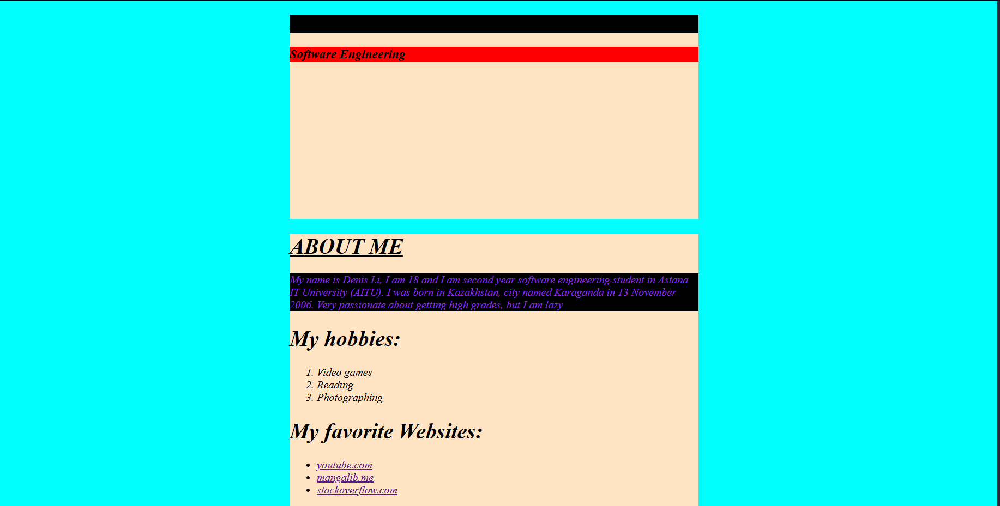 Software Engineering
ABOUT ME
My name is Denis Li, I am 18 and I am second year software engineering student in Astana
IT University (AITU). I was born in Kazakhstan, city named Karaganda in 13 November
2006. Very passionate about getting high grades, but I am lazy
My hobbies:
1. Video games
2. Reading
3. Photographing
My favorite Websites:
• youtube.com
• mangalib.me
• stackoverflow.com